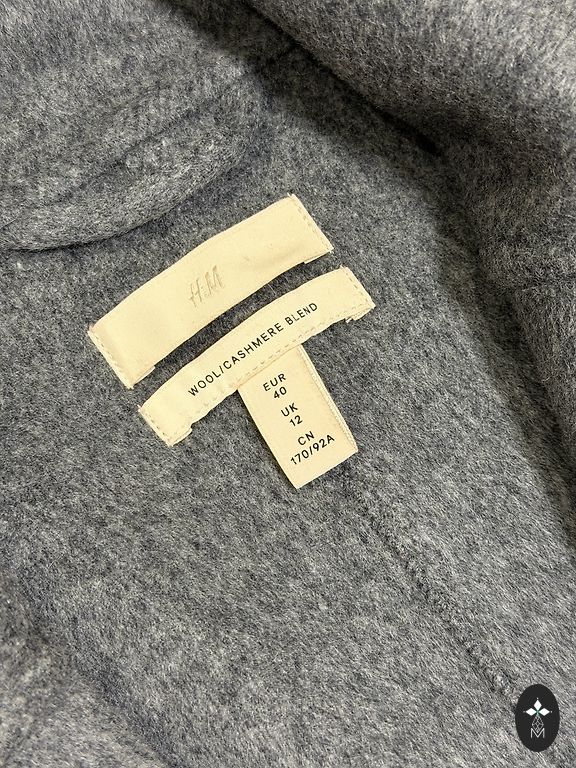 H&M
WOOL/CASHMERE BLEND
EUR
40
UK
12
CN
170/92A
M